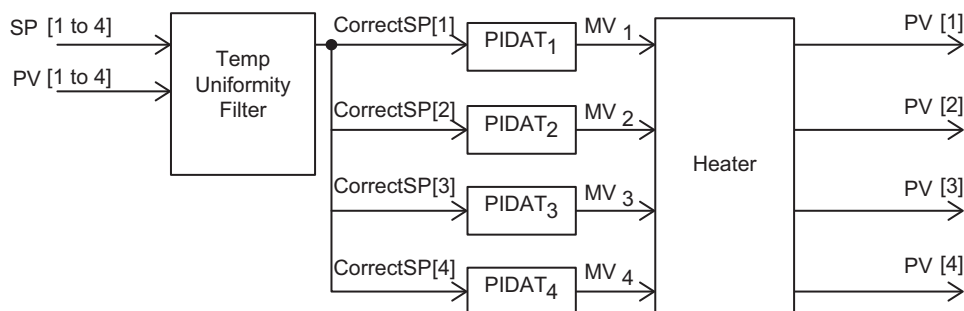 SP [1 to 4]
PV [1 to 4]
Temp
Uniformity
Filter
CorrectSP[1]
PIDAT1
MV 1
PV [1]
CorrectSP[2]
PIDAT2
MV 2
PV [2]
Heater
CorrectSP[3]
PIDAT3
MV 3
PV [3]
CorrectSP[4]
PIDAT4
MV 4
PV [4]